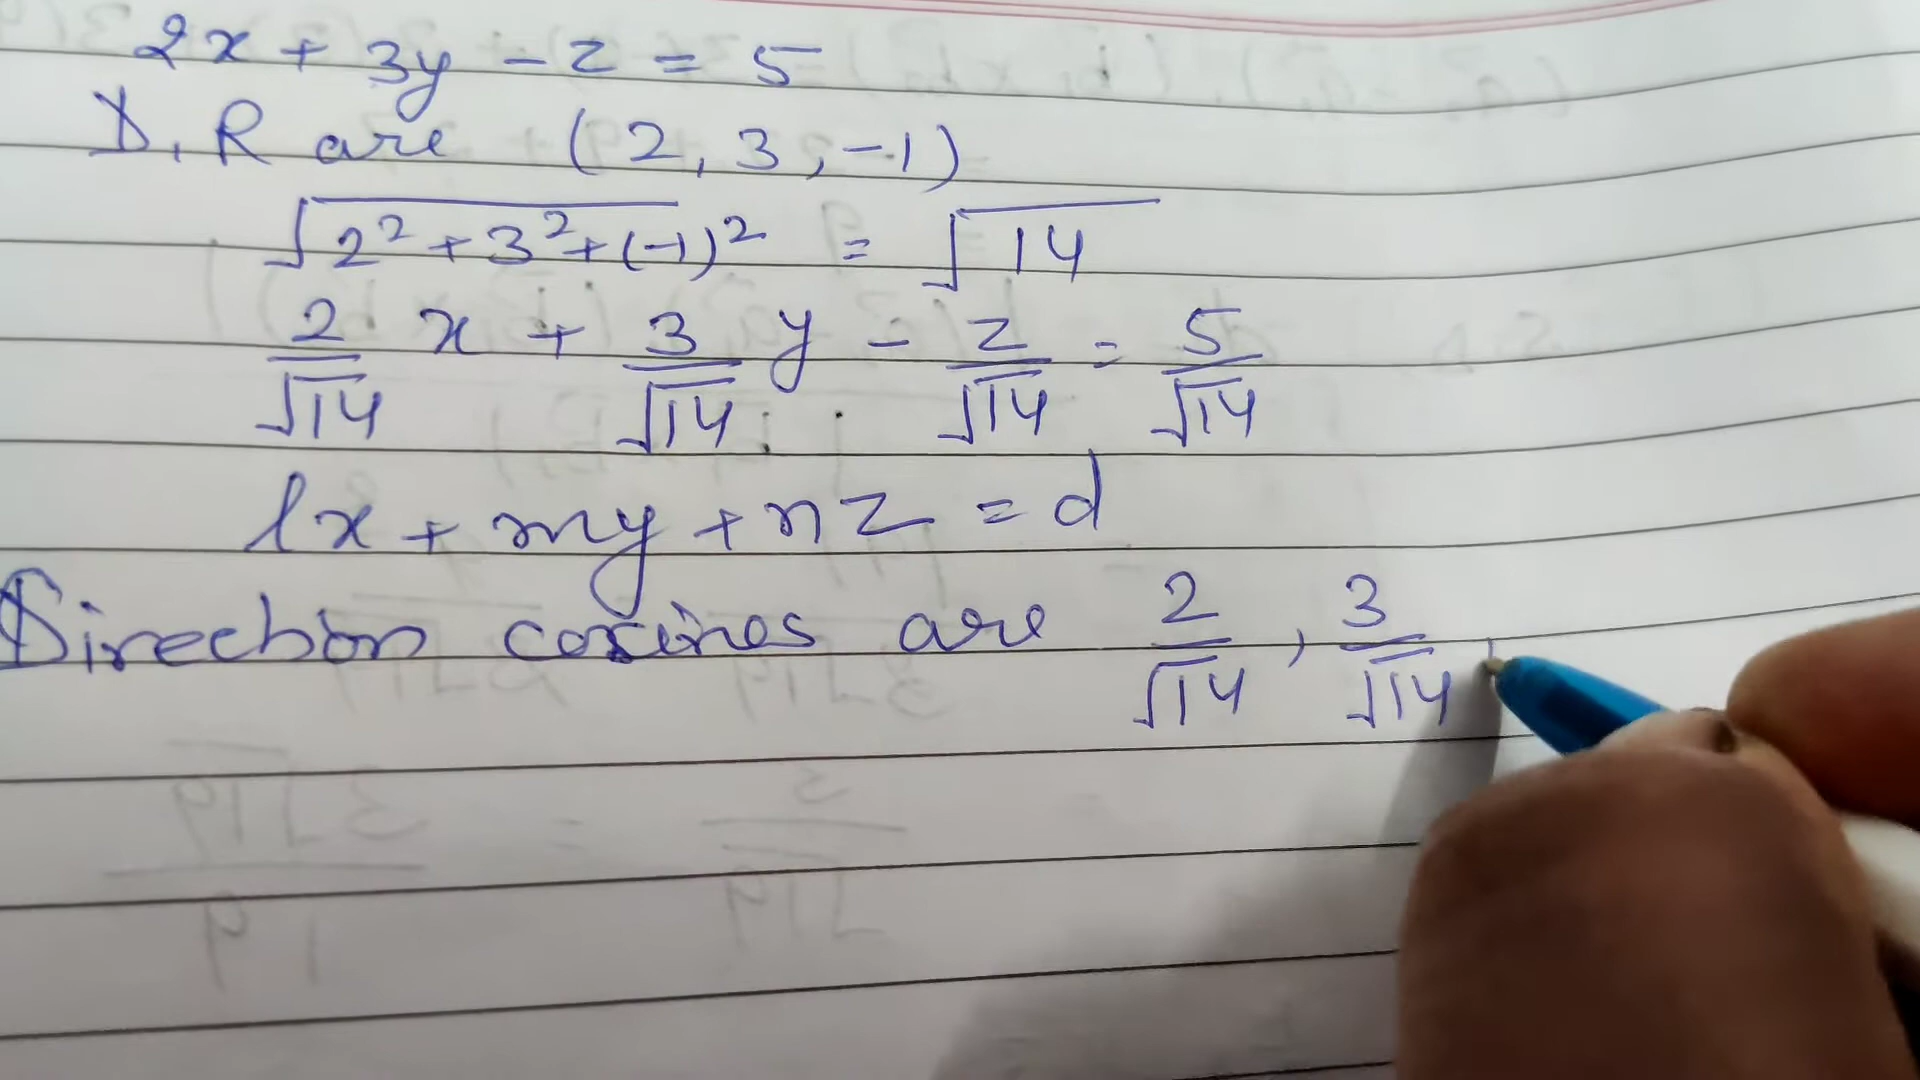 2x + 3y - z = 5
D.R are (2, 3, -1)
√2² + 3² + (-1)² = √14
2/√14 x + 3/√14 y - z/√14 = 5/√14
lx + my + nz = d
Direction cosines are 2/√14, 3/√14